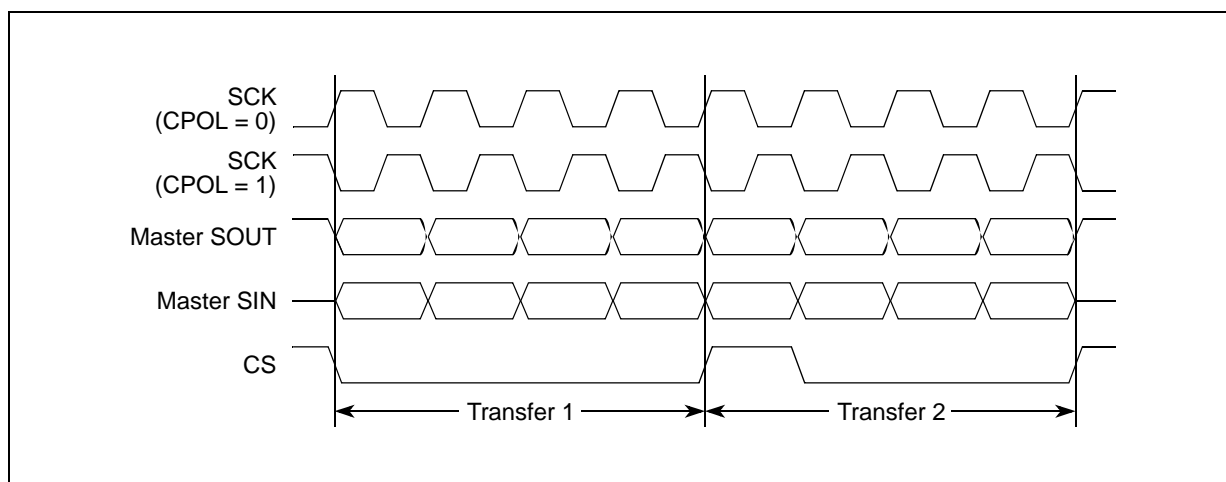 SCK
(CPOL = 0)
SCK
(CPOL = 1)
Master SOUT
Master SIN
CS
Transfer 1
Transfer 2